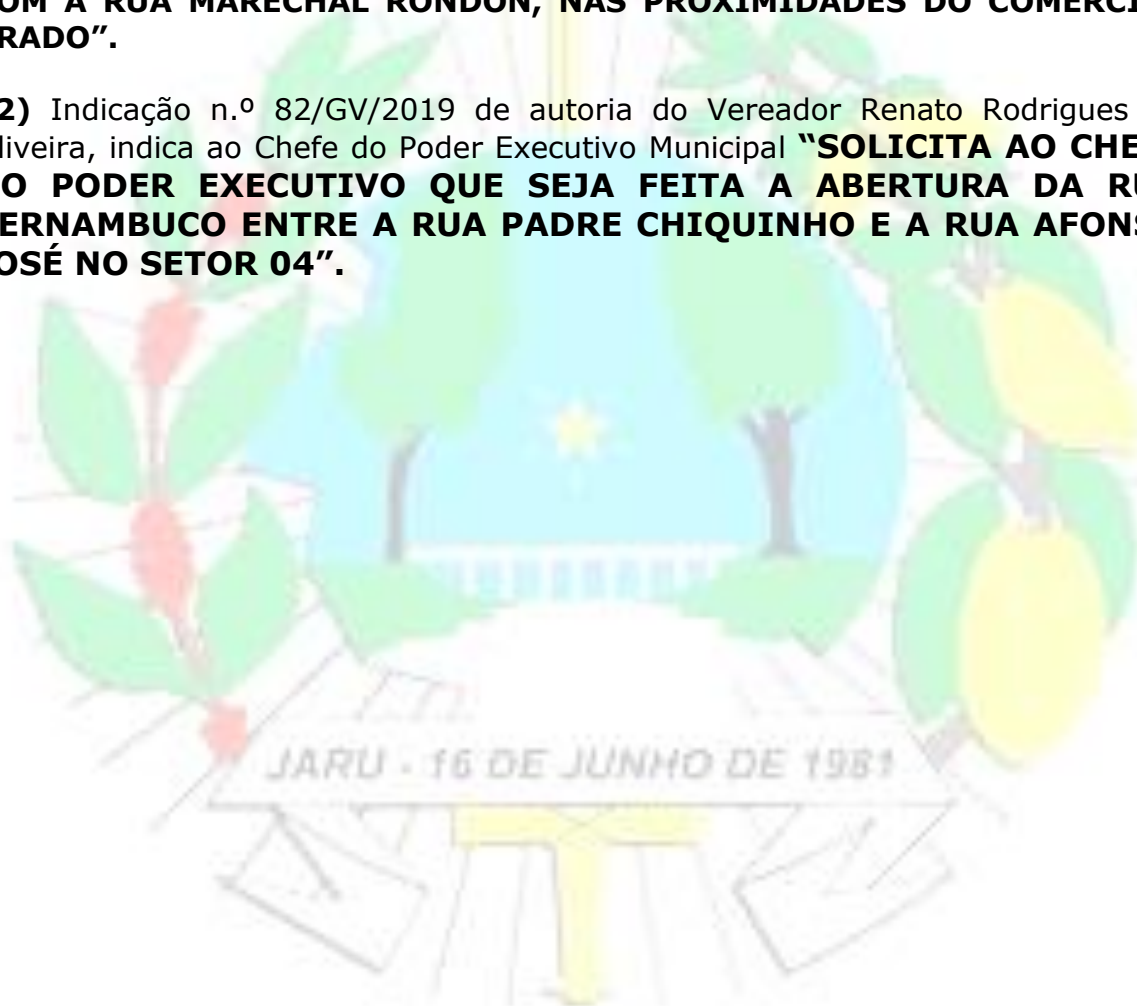 OM A RUA MARECHAL RONDON, NAS PROXIMIDADES DO COMÉRCI
RADO”.
2) Indicação n.º 82/GV/2019 de autoria do Vereador Renato Rodrigues
liveira, indica ao Chefe do Poder Executivo Municipal “SOLICITA AO CHE
O PODER EXECUTIVO QUE SEJA FEITA A ABERTURA DA RU
ERNAMBUCO ENTRE A RUA PADRE CHIQUINHO E A RUA AFONS
OSÉ NO SETOR 04”.
JARU - 16 DE JUNHO DE 1981